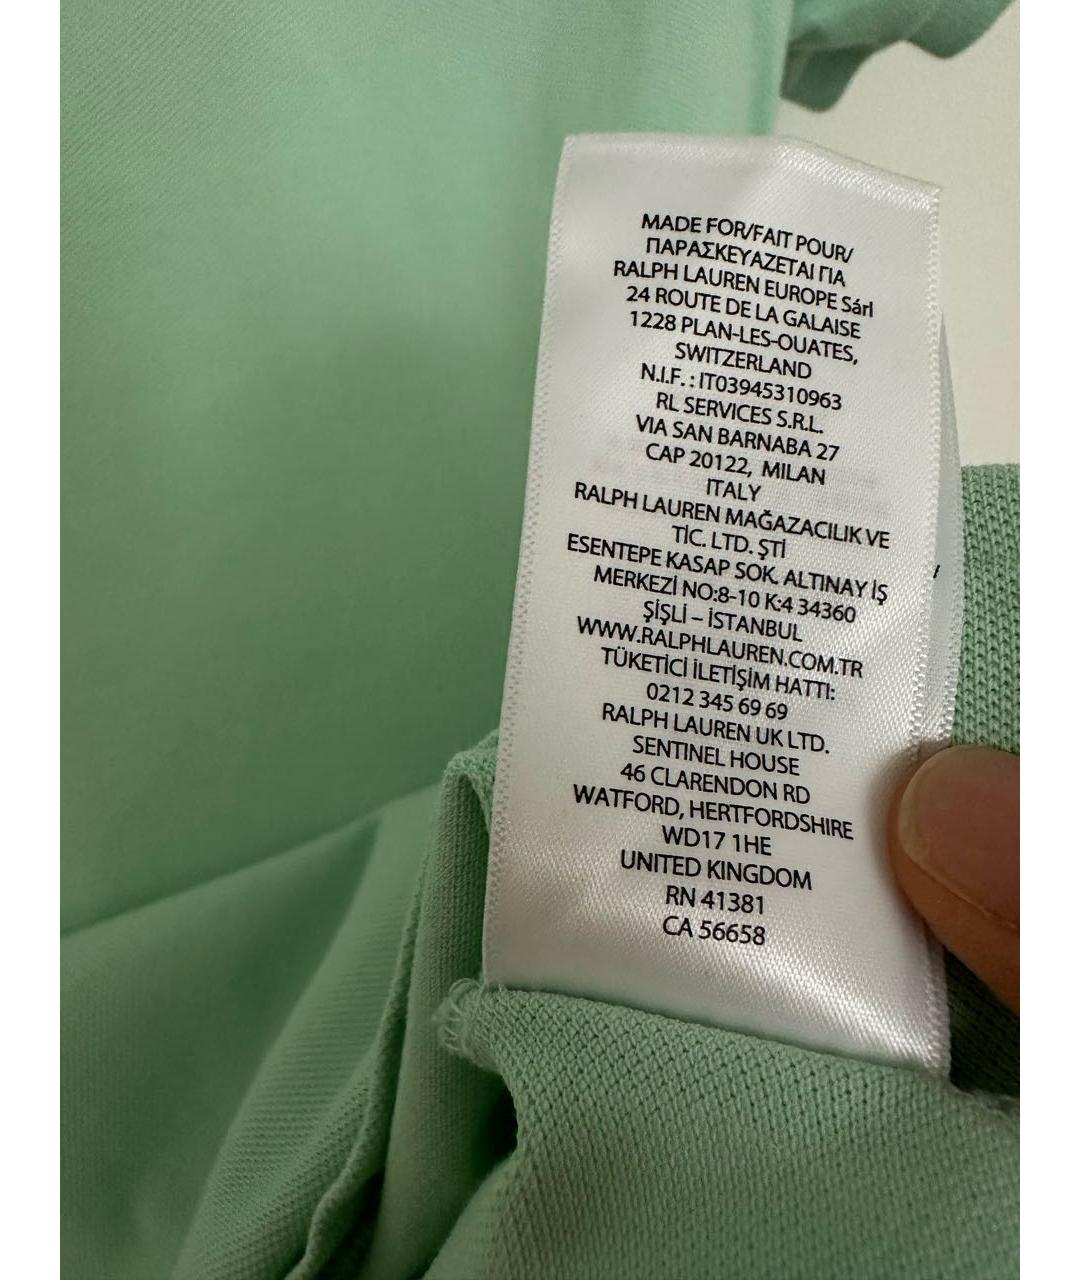 MADE FOR/FAIT POUR/
ΠΑΡΑΣΚΕΥΑΖΕΤΑΙ ΓΙΑ
RALPH LAUREN EUROPE Sárl
24 ROUTE DE LA GALAISE
1228 PLAN-LES-OUATES,
SWITZERLAND
N.I.F. : IT03945310963
RL SERVICES S.R.L.
VIA SAN BARNABA 27
CAP 20122, MILAN
ITALY
RALPH LAUREN MAĞAZACILIK VE
TİC. LTD. ŞTİ
ESENTEPE KASAP SOK. ALTINAY İŞ
MERKEZİ NO:8-10 K:4 34360
ŞİŞLİ – İSTANBUL
WWW.RALPHLAUREN.COM.TR
TÜKETİCİ İLETİŞİM HATTI:
0212 345 69 69
RALPH LAUREN UK LTD.
SENTINEL HOUSE
46 CLARENDON RD
WATFORD, HERTFORDSHIRE
WD17 1HE
UNITED KINGDOM
RN 41381
CA 56658